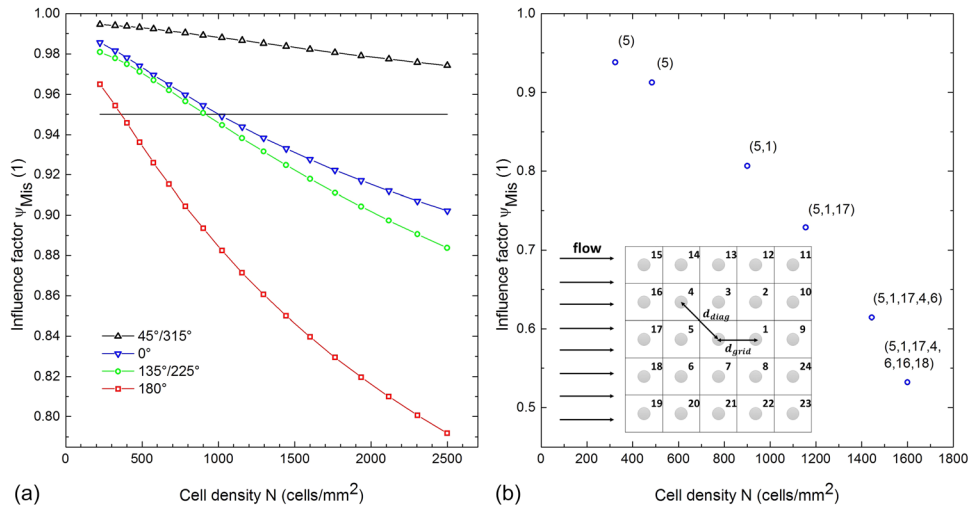 1.00
0.98
0.96
0.94
0.92
0.90
0.88
0.86
0.84
0.82
0.80
Influence factor ψMis (1)
45°/315°
0°
135°/225°
180°
0 500 1000 1500 2000 2500
(a) Cell density N (cells/mm²)
1.0
0.9
0.8
0.7
0.6
0.5
Influence factor ψMis (1)
(5)
(5)
(5,1)
(5,1,17)
(5,1,17,4,6)
(5,1,17,4,
6,16,18)
flow
15 14 13 12 11
16 4 3 2 10
ddiag
17 5 1 9
dgrid
18 6 7 8 24
19 20 21 22 23
0 200 400 600 800 1000 1200 1400 1600 1800
(b) Cell density N (cells/mm²)